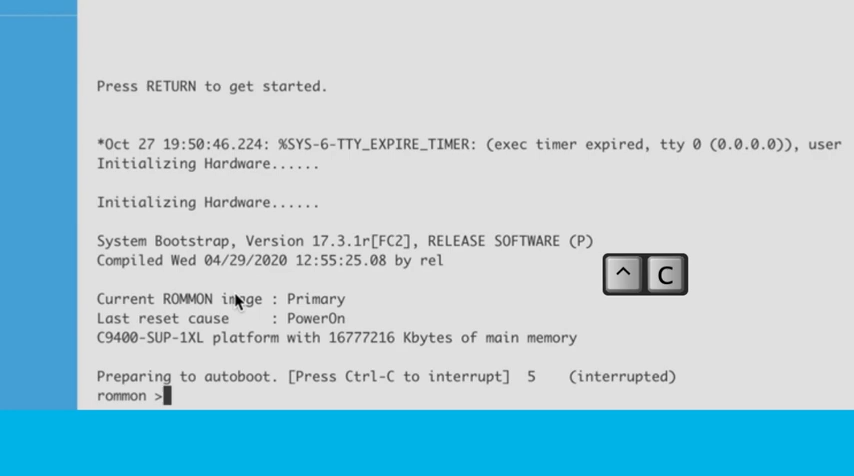 Press RETURN to get started.
*Oct 27 19:50:46.224: %SYS-6-TTY_EXPIRE_TIMER: (exec timer expired, tty 0 (0.0.0.0)), user
Initializing Hardware......
Initializing Hardware......
System Bootstrap, Version 17.3.1r[FC2], RELEASE SOFTWARE (P)
Compiled Wed 04/29/2020 12:55:25.08 by rel
^ C
Current ROMMON image : Primary
Last reset cause : PowerOn
C9400-SUP-1XL platform with 16777216 Kbytes of main memory
Preparing to autoboot. [Press Ctrl-C to interrupt] 5 (interrupted)
rommon >